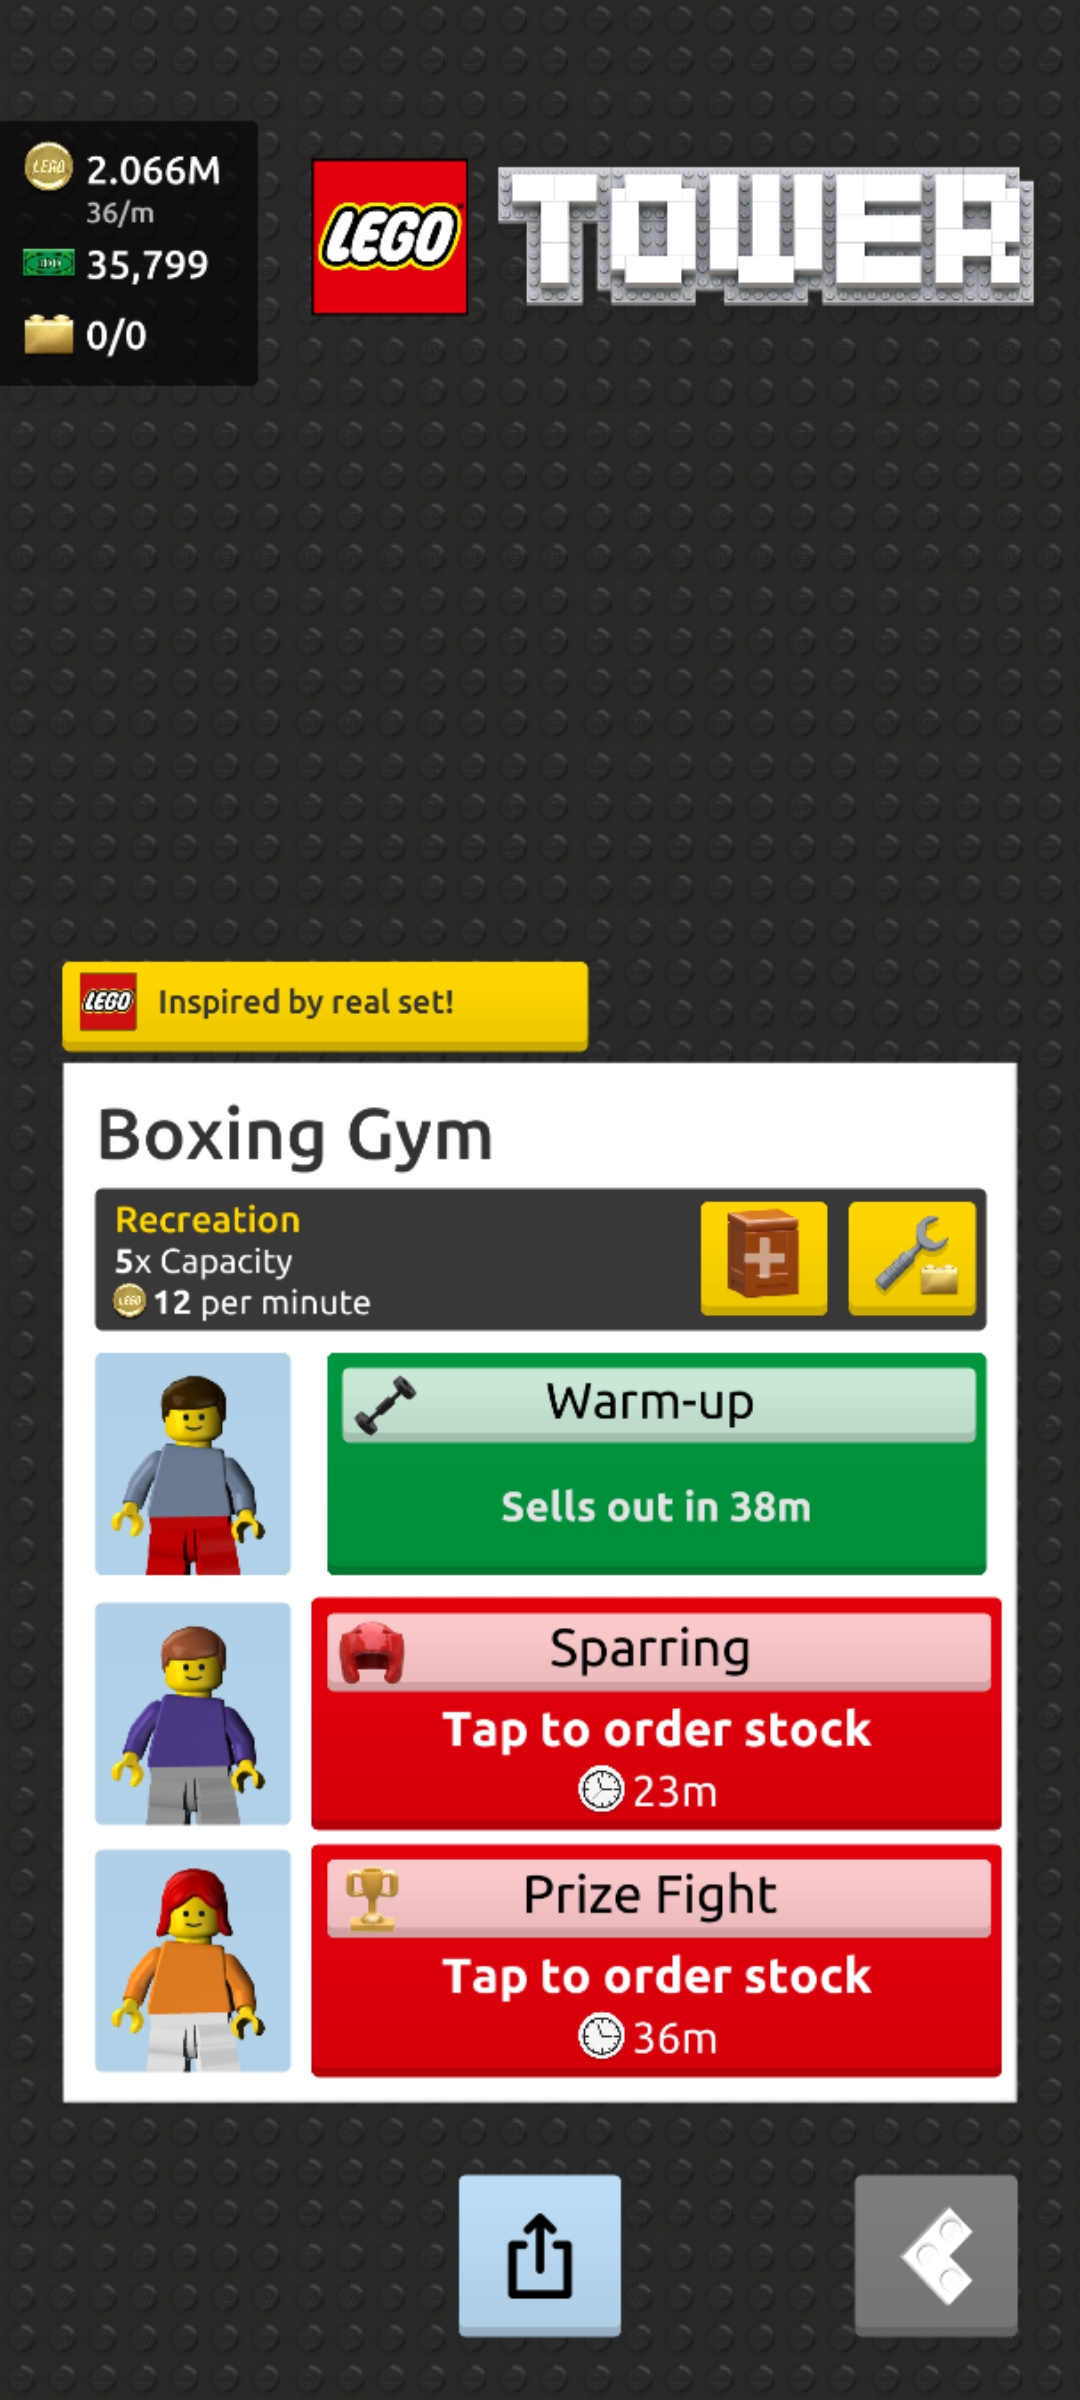 2.066M
36/m
35,799
0/0
LEGO TOWER
LEGO Inspired by real set!
Boxing Gym
Recreation
5x Capacity
12 per minute
Warm-up
Sells out in 38m
Sparring
Tap to order stock
23m
Prize Fight
Tap to order stock
36m